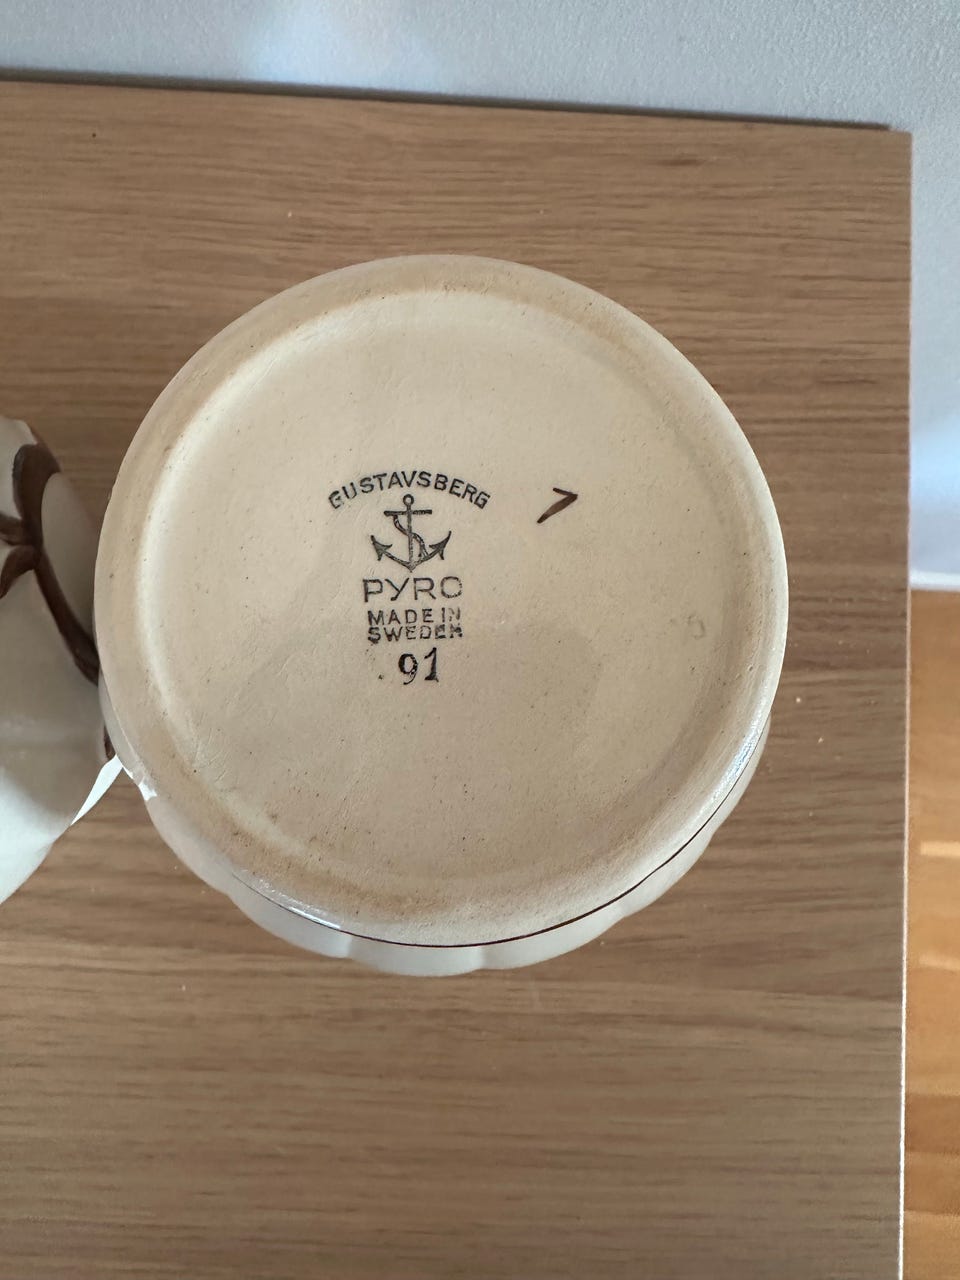 GUSTAVSBERG
7
PYRO
MADE IN
SWEDEN
91